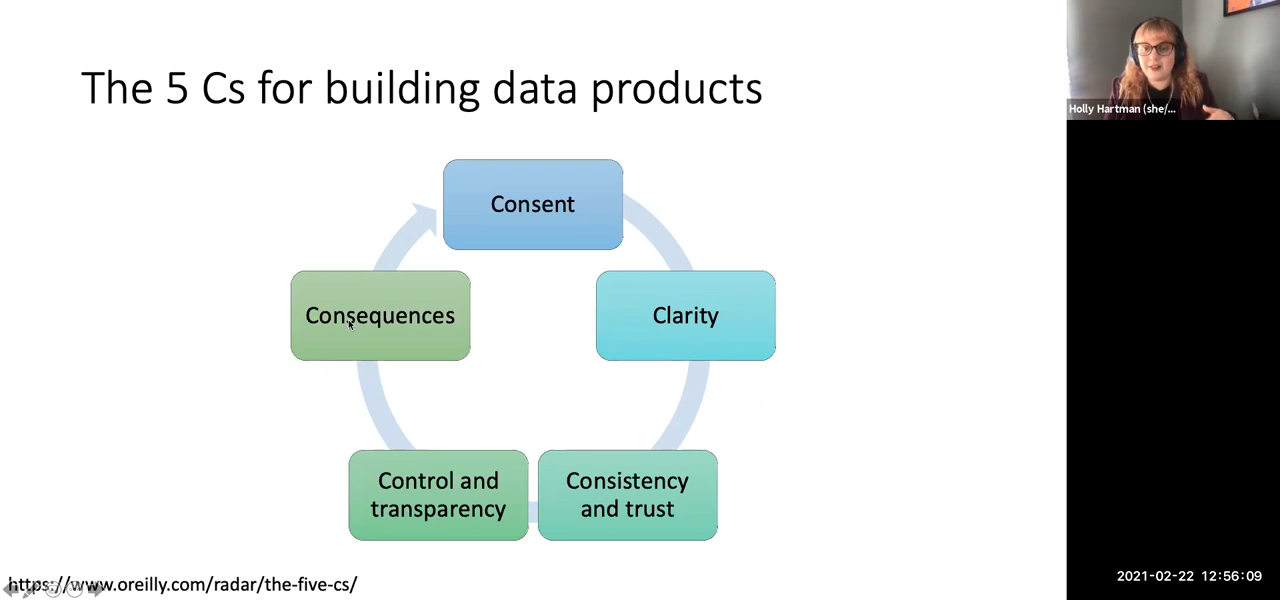 The 5 Cs for building data products
Holly Hartman (she/...
Consent
Consequences
Clarity
Control and
transparency
Consistency
and trust
https://www.oreilly.com/radar/the-five-cs/
2021-02-22 12:56:09